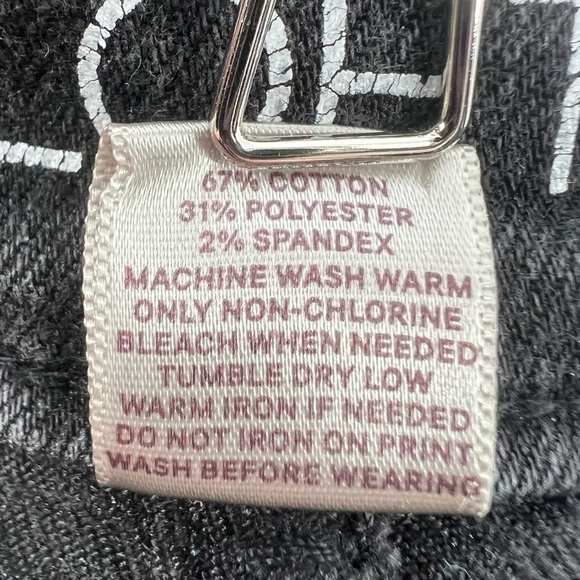 67% COTTON
31% POLYESTER
2% SPANDEX
MACHINE WASH WARM
ONLY NON-CHLORINE
BLEACH WHEN NEEDED
TUMBLE DRY LOW
WARM IRON IF NEEDED
DO NOT IRON ON PRINT
WASH BEFORE WEARING